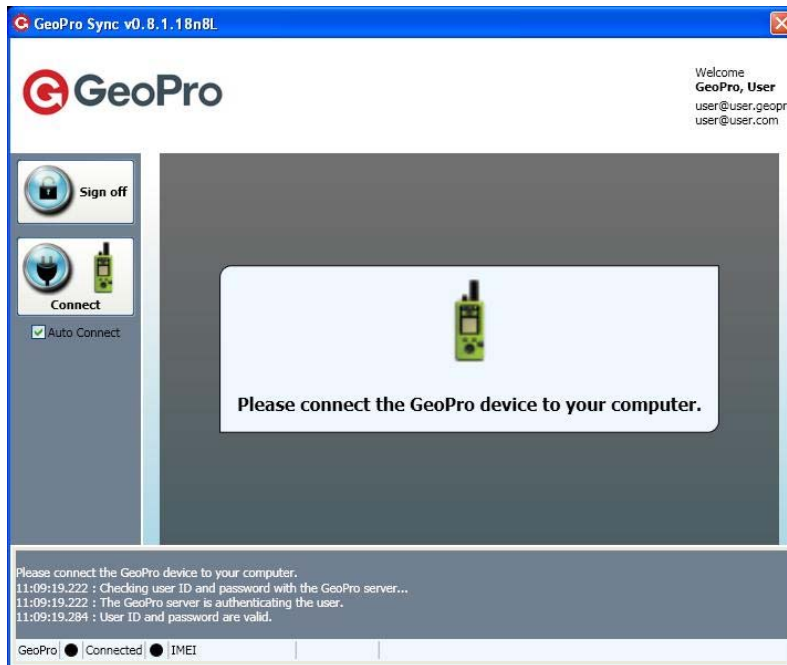 GeoPro Sync v0.8.1.18n8L
GeoPro
Welcome
GeoPro, User
user@user.geopr
user@user.com
Sign off
Connect
Auto Connect
Please connect the GeoPro device to your computer.
Please connect the GeoPro device to your computer.
11:09:19.222 : Checking user ID and password with the GeoPro server...
11:09:19.222 : The GeoPro server is authenticating the user.
11:09:19.284 : User ID and password are valid.
GeoPro Connected IMEI